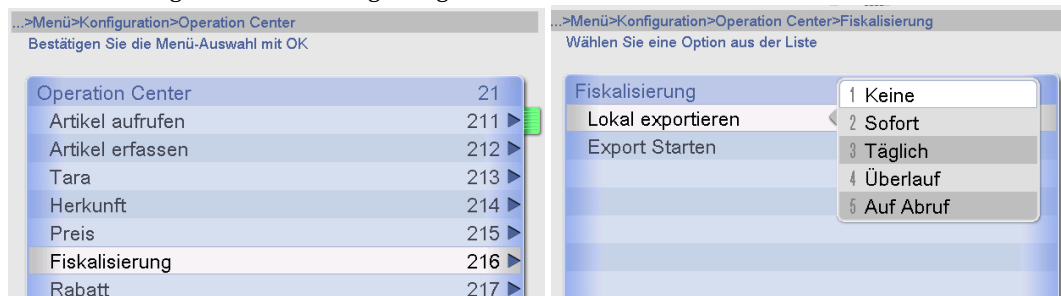 ...>Menü>Konfiguration>Operation Center
Bestätigen Sie die Menü-Auswahl mit OK
Operation Center 21
Artikel aufrufen 211
Artikel erfassen 212
Tara 213
Herkunft 214
Preis 215
Fiskalisierung 216
Rabatt 217
...>Menü>Konfiguration>Operation Center>Fiskalisierung
Wählen Sie eine Option aus der Liste
Fiskalisierung
Lokal exportieren
Export Starten
1 Keine
2 Sofort
3 Täglich
4 Überlauf
5 Auf Abruf